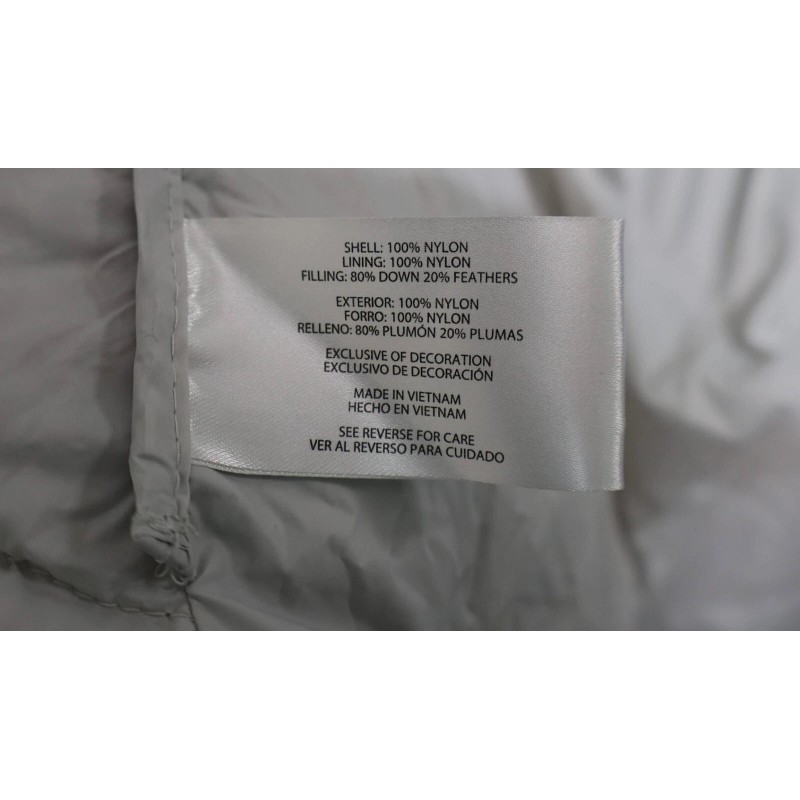 SHELL: 100% NYLON
LINING: 100% NYLON
FILLING: 80% DOWN 20% FEATHERS
EXTERIOR: 100% NYLON
FORRO: 100% NYLON
RELLENO: 80% PLUMÓN 20% PLUMAS
EXCLUSIVE OF DECORATION
EXCLUSIVO DE DECORACIÓN
MADE IN VIETNAM
HECHO EN VIETNAM
SEE REVERSE FOR CARE
VER AL REVERSO PARA CUIDADO